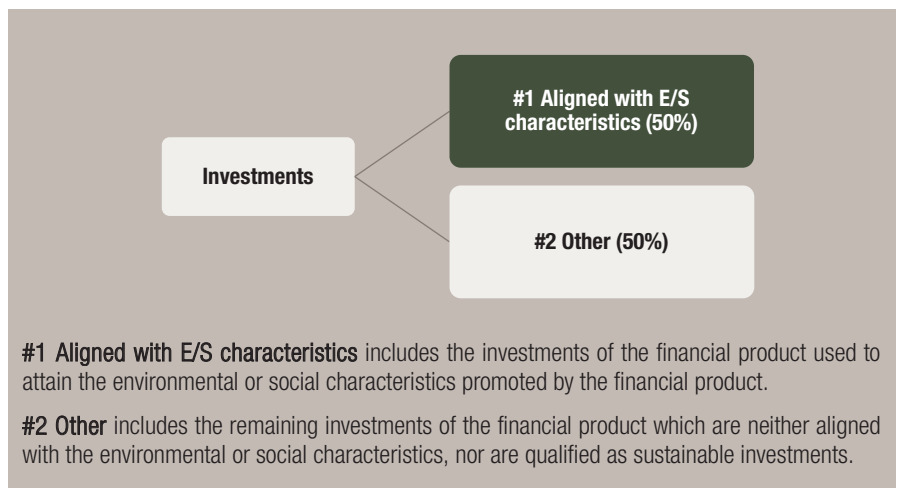 #1 Aligned with E/S
characteristics (50%)
Investments
#2 Other (50%)
#1 Aligned with E/S characteristics includes the investments of the financial product used to
attain the environmental or social characteristics promoted by the financial product.
#2 Other includes the remaining investments of the financial product which are neither aligned
with the environmental or social characteristics, nor are qualified as sustainable investments.